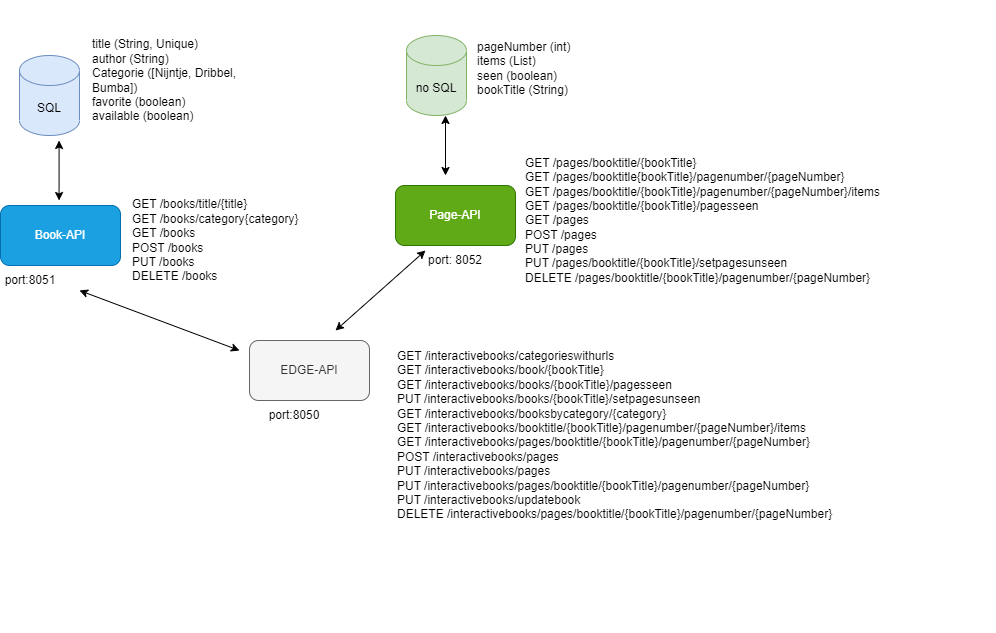 SQL
title (String, Unique)
author (String)
Categorie ([Nijntje, Dribbel,
Bumba])
favorite (boolean)
available (boolean)
no SQL
pageNumber (int)
items (List)
seen (boolean)
bookTitle (String)
Book-API
port:8051
GET /books/title/{title}
GET /books/category{category}
GET /books
POST /books
PUT /books
DELETE /books
Page-API
port: 8052
GET /pages/booktitle/{bookTitle}
GET /pages/booktitle{bookTitle}/pagenumber/{pageNumber}
GET /pages/booktitle/{bookTitle}/pagenumber/{pageNumber}/items
GET /pages/booktitle/{bookTitle}/pagesseen
GET /pages
POST /pages
PUT /pages
PUT /pages/booktitle/{bookTitle}/setpagesunseen
DELETE /pages/booktitle/{bookTitle}/pagenumber/{pageNumber}
EDGE-API
port:8050
GET /interactivebooks/categorieswithurls
GET /interactivebooks/book/{bookTitle}
GET /interactivebooks/books/{bookTitle}/pagesseen
PUT /interactivebooks/books/{bookTitle}/setpagesunseen
GET /interactivebooks/booksbycategory/{category}
GET /interactivebooks/booktitle/{bookTitle}/pagenumber/{pageNumber}/items
GET /interactivebooks/pages/booktitle/{bookTitle}/pagenumber/{pageNumber}
POST /interactivebooks/pages
PUT /interactivebooks/pages
PUT /interactivebooks/pages/booktitle/{bookTitle}/pagenumber/{pageNumber}
PUT /interactivebooks/updatebook
DELETE /interactivebooks/pages/booktitle/{bookTitle}/pagenumber/{pageNumber}